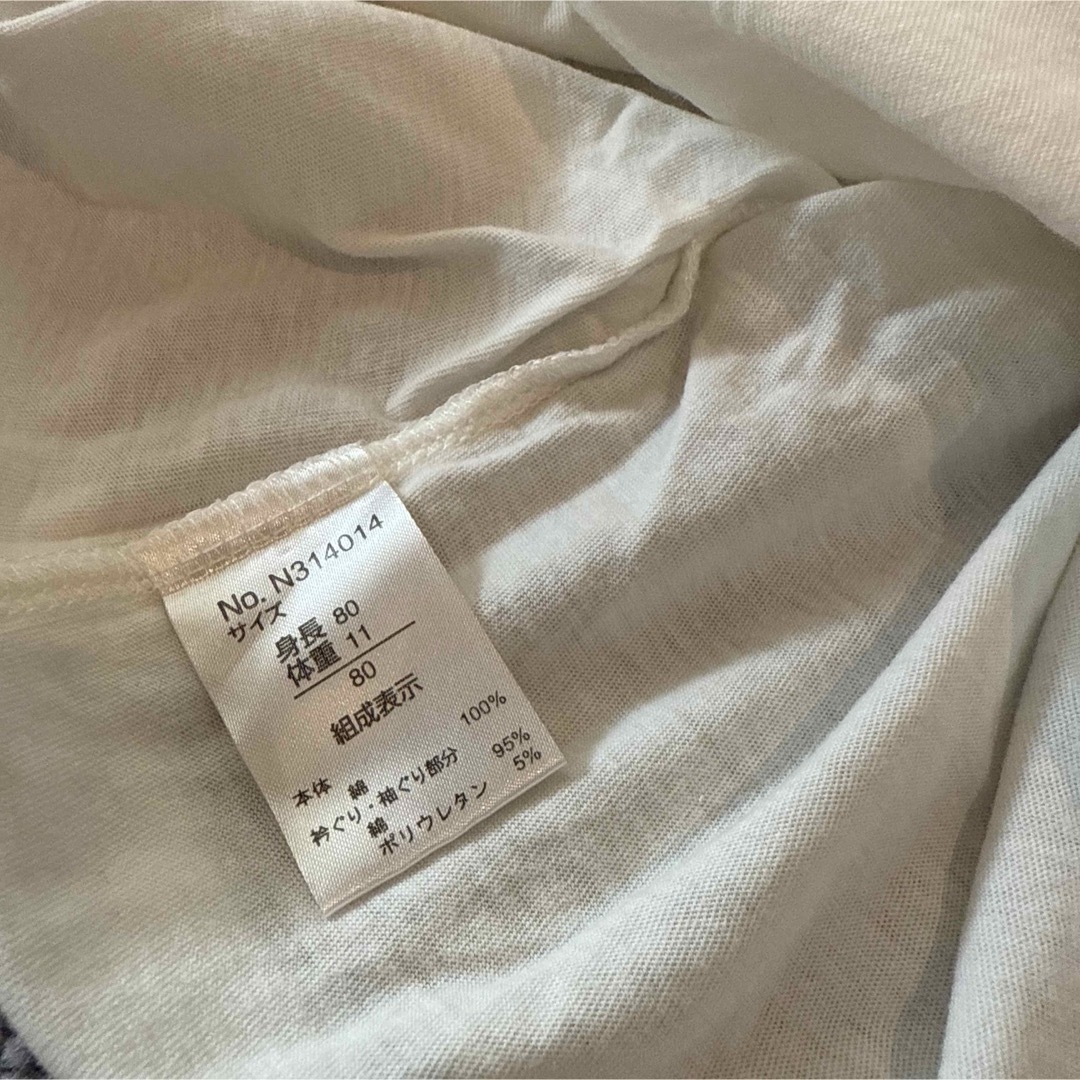 No. N314014
サイズ
身長 80
体重 11
80
組成表示
本体 綿 100%
衿ぐり・袖ぐり部分
綿 95%
ポリウレタン 5%